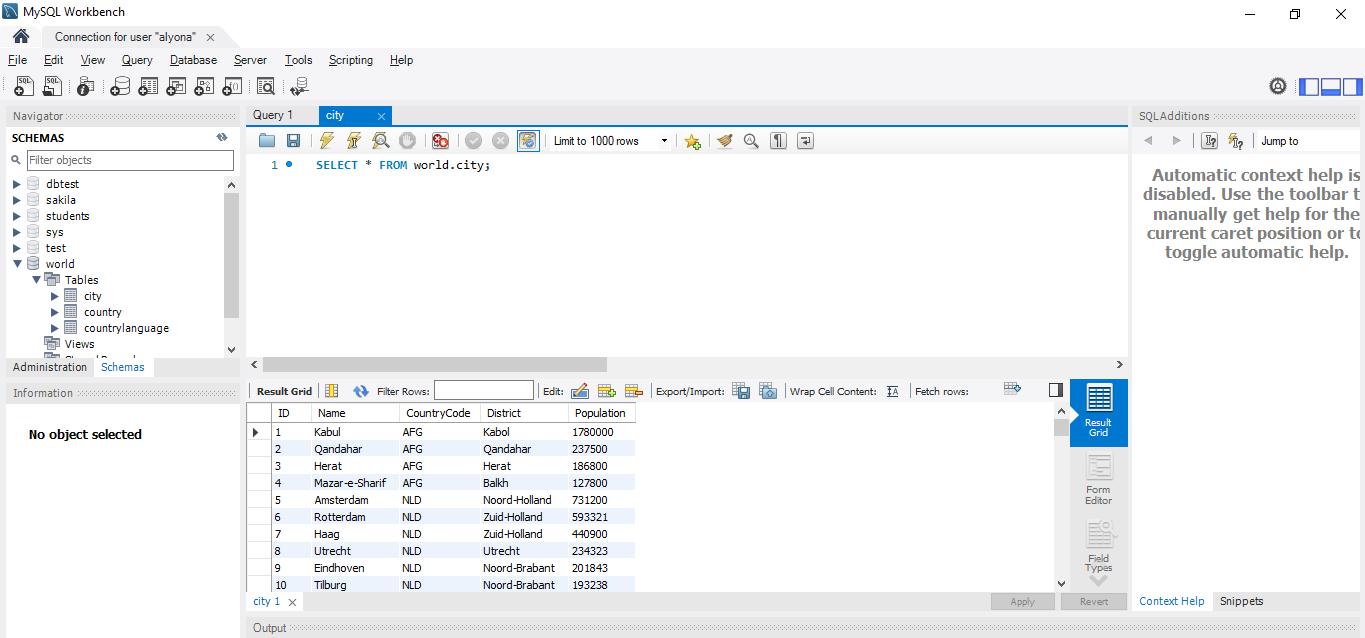 MySQL Workbench
Connection for user "alyona"
File Edit View Query Database Server Tools Scripting Help
Navigator
SCHEMAS
Filter objects
dbtest
sakila
students
sys
test
world
Tables
city
country
countrylanguage
Views
Administration Schemas
Information
No object selected
Query 1 city
Limit to 1000 rows
1 SELECT * FROM world.city;
Result Grid Filter Rows: Edit: Export/Import: Wrap Cell Content: Fetch rows:
ID Name CountryCode District Population
1 Kabul AFG Kabol 1780000
2 Qandahar AFG Qandahar 237500
3 Herat AFG Herat 186800
4 Mazar-e-Sharif AFG Balkh 127800
5 Amsterdam NLD Noord-Holland 731200
6 Rotterdam NLD Zuid-Holland 593321
7 Haag NLD Zuid-Holland 440900
8 Utrecht NLD Utrecht 234323
9 Eindhoven NLD Noord-Brabant 201843
10 Tilburg NLD Noord-Brabant 193238
Result
Grid
Form
Editor
Field
Types
city 1 Apply Revert
Output
SQLAdditions
Jump to
Automatic context help is
disabled. Use the toolbar t
manually get help for the
current caret position or to
toggle automatic help.
Context Help Snippets